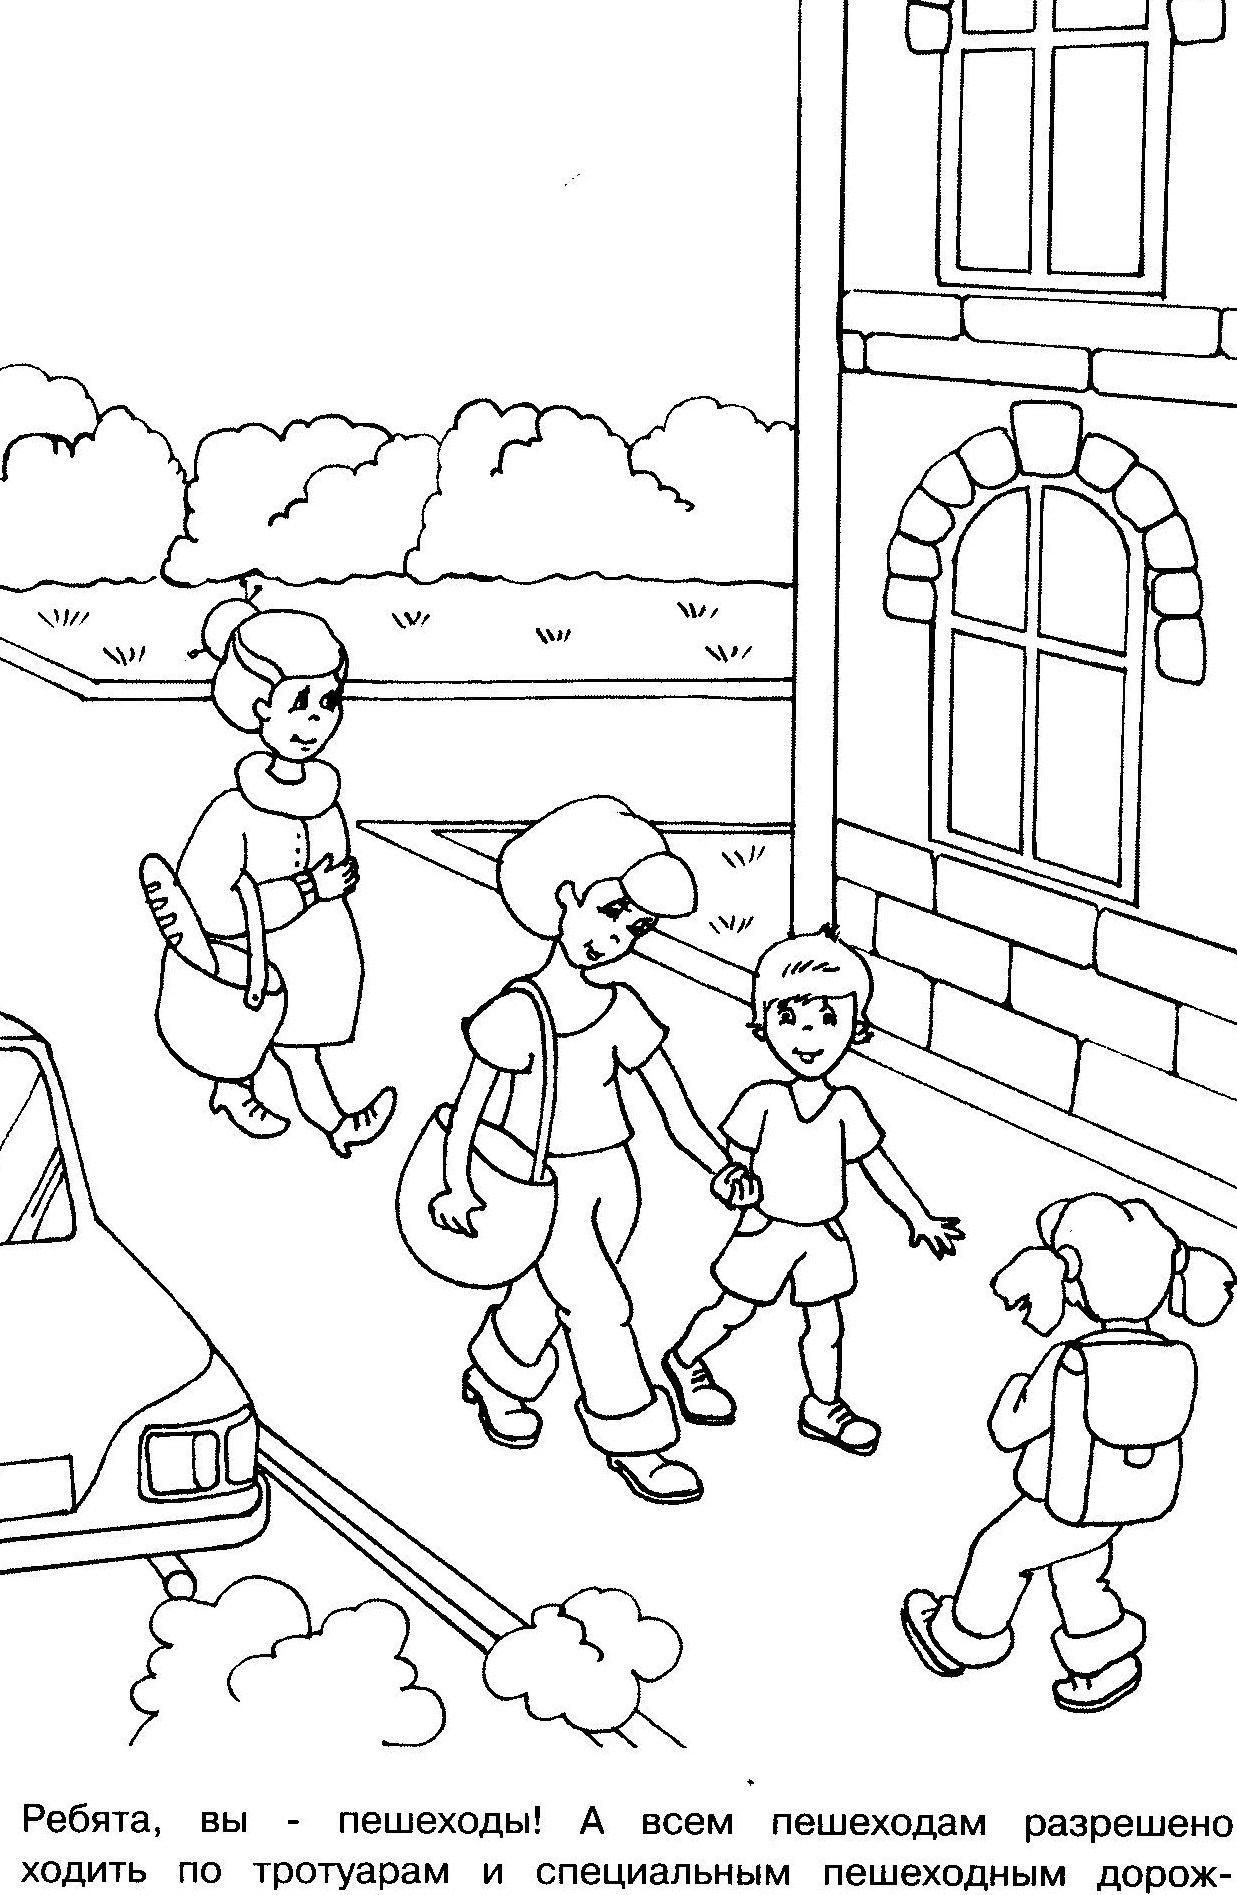 Ребята, вы - пешеходы! А всем пешеходам разрешено
ходить по тротуарам и специальным пешеходным дорож-